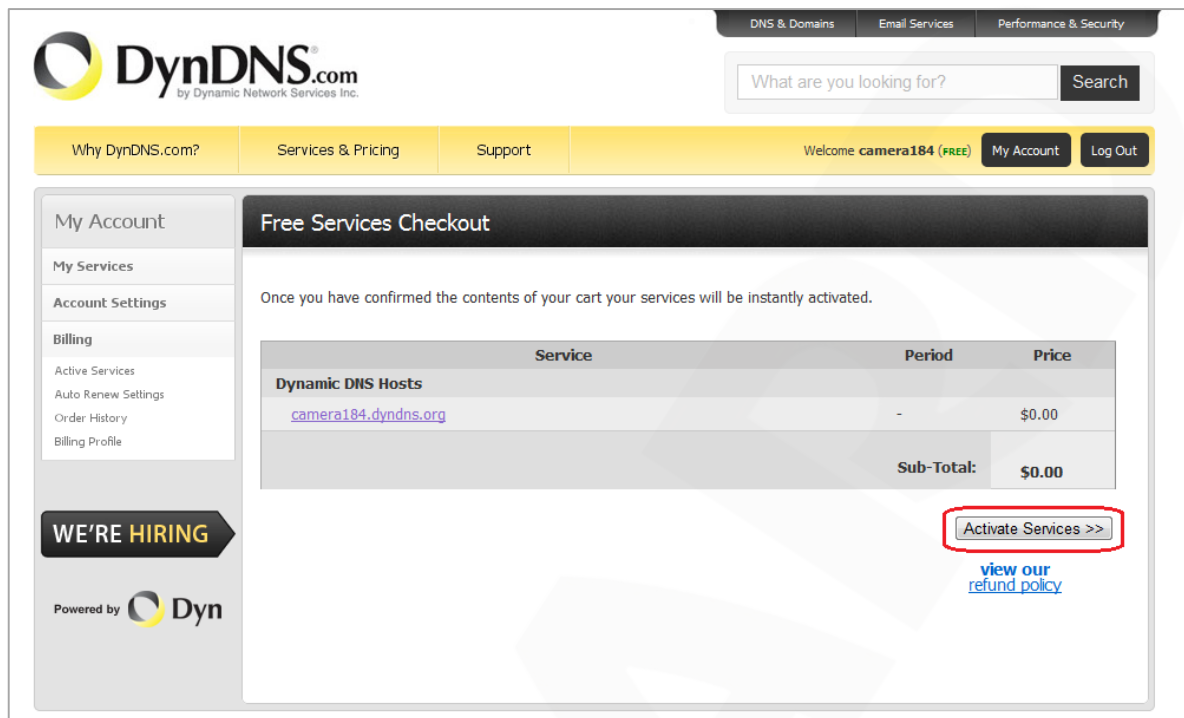 DNS & Domains Email Services Performance & Security
DynDNS®.com
by Dynamic Network Services Inc.
What are you looking for? Search
Why DynDNS.com? Services & Pricing Support Welcome camera184 (FREE) My Account Log Out
My Account
My Services
Account Settings
Billing
Active Services
Auto Renew Settings
Order History
Billing Profile
WE'RE HIRING
Powered by Dyn
Free Services Checkout
Once you have confirmed the contents of your cart your services will be instantly activated.
Service Period Price
Dynamic DNS Hosts
camera184.dyndns.org - $0.00
Sub-Total: $0.00
Activate Services >>
view our
refund policy